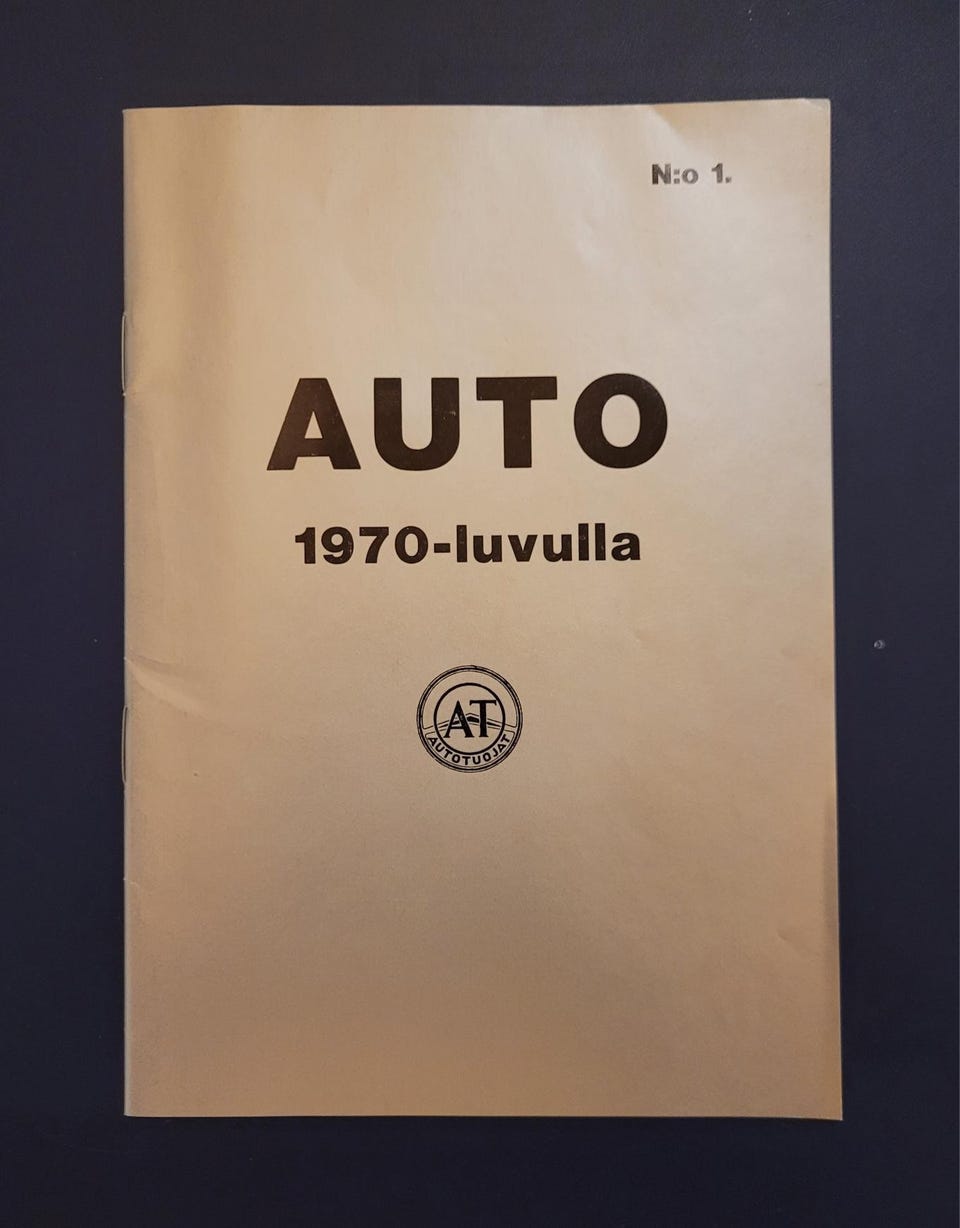 N:o 1.
AUTO
1970-luvulla
AT
AUTOTUOJAT